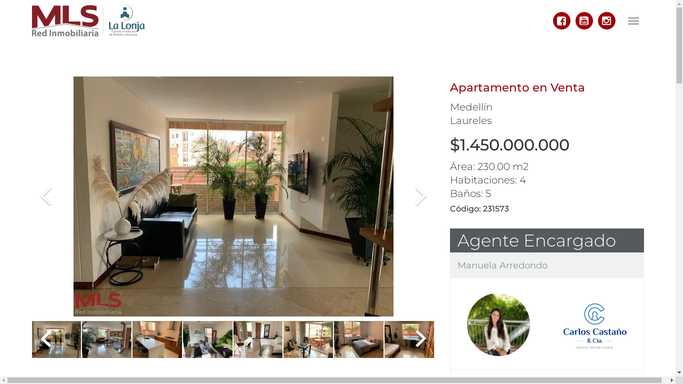 MLS
Red Inmobiliaria
La Lonja
Apartamento en Venta
Medellín
Laureles
$1.450.000.000
Área: 230.00 m2
Habitaciones: 4
Baños: 5
Código: 231573
MLS
Red Inmobiliaria
Agente Encargado
Manuela Arredondo
Carlos Castaño
& Cia.